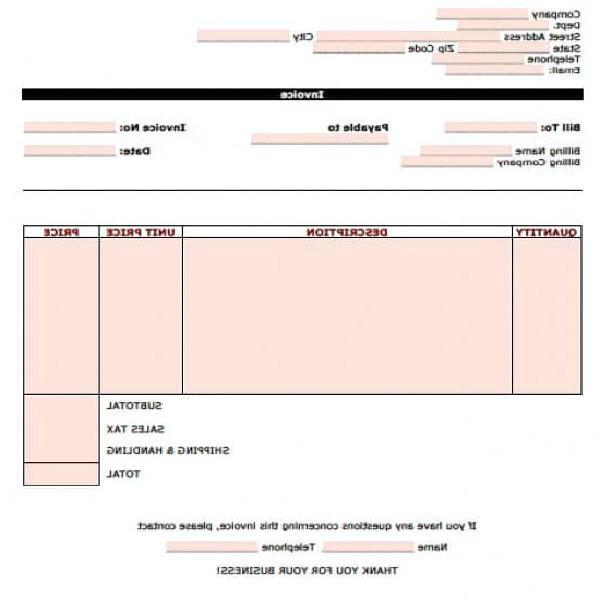 Company
Dept.
Street Address City
State Zip Code
Telephone
Email:
Invoice
Bill To: Payable to Invoice No:
Billing Name Date:
Billing Company
QUANTITY DESCRIPTION UNIT PRICE PRICE
SUBTOTAL
SALES TAX
SHIPPING & HANDLING
TOTAL
If you have any questions concerning this invoice, please contact
Name Telephone
THANK YOU FOR YOUR BUSINESS!